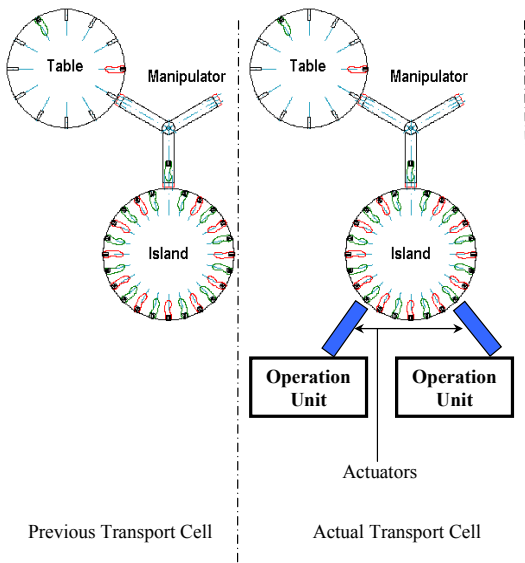 Table
Manipulator
Island
Table
Manipulator
Island
Operation
Unit
Operation
Unit
Actuators
Previous Transport Cell
Actual Transport Cell